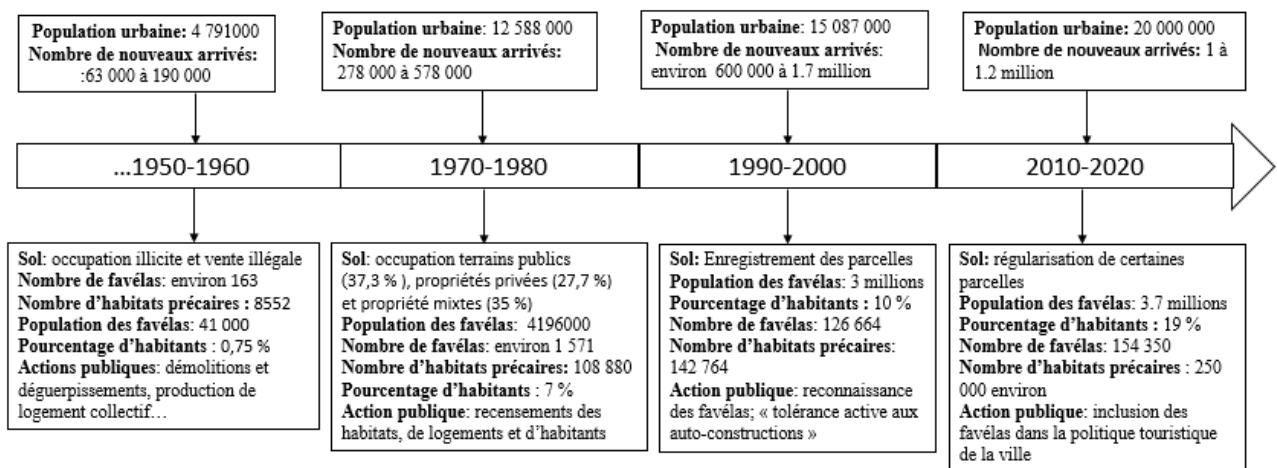 Population urbaine: 4 791000
Nombre de nouveaux arrivés:
:63 000 à 190 000
Population urbaine: 12 588 000
Nombre de nouveaux arrivés:
278 000 à 578 000
Population urbaine: 15 087 000
Nombre de nouveaux arrivés:
environ 600 000 à 1.7 million
Population urbaine: 20 000 000
Nombre de nouveaux arrivés: 1 à
1.2 million
...1950-1960
1970-1980
1990-2000
2010-2020
Sol: occupation illicite et vente illégale
Nombre de favélas: environ 163
Nombre d'habitats précaires : 8552
Population des favélas: 41 000
Pourcentage d'habitants : 0,75 %
Actions publiques: démolitions et
déguerpissements, production de
logement collectif…
Sol: occupation terrains publics
(37,3 % ), propriétés privées (27,7 %)
et propriété mixtes (35 %)
Population des favélas: 4196000
Nombre de favélas: environ 1 571
Nombre d'habitats précaires: 108 880
Pourcentage d'habitants : 7 %
Action publique: recensements des
habitats, de logements et d'habitants
Sol: Enregistrement des parcelles
Population des favélas: 3 millions
Pourcentage d'habitants : 10 %
Nombre de favélas: 126 664
Nombre d'habitats précaires:
142 764
Action publique: reconnaissance
des favélas; « tolérance active aux
auto-constructions »
Sol: régularisation de certaines
parcelles
Population des favélas: 3.7 millions
Pourcentage d'habitants : 19 %
Nombre de favélas: 154 350
Nombre d'habitats précaires : 250
000 environ
Action publique: inclusion des
favélas dans la politique touristique
de la ville